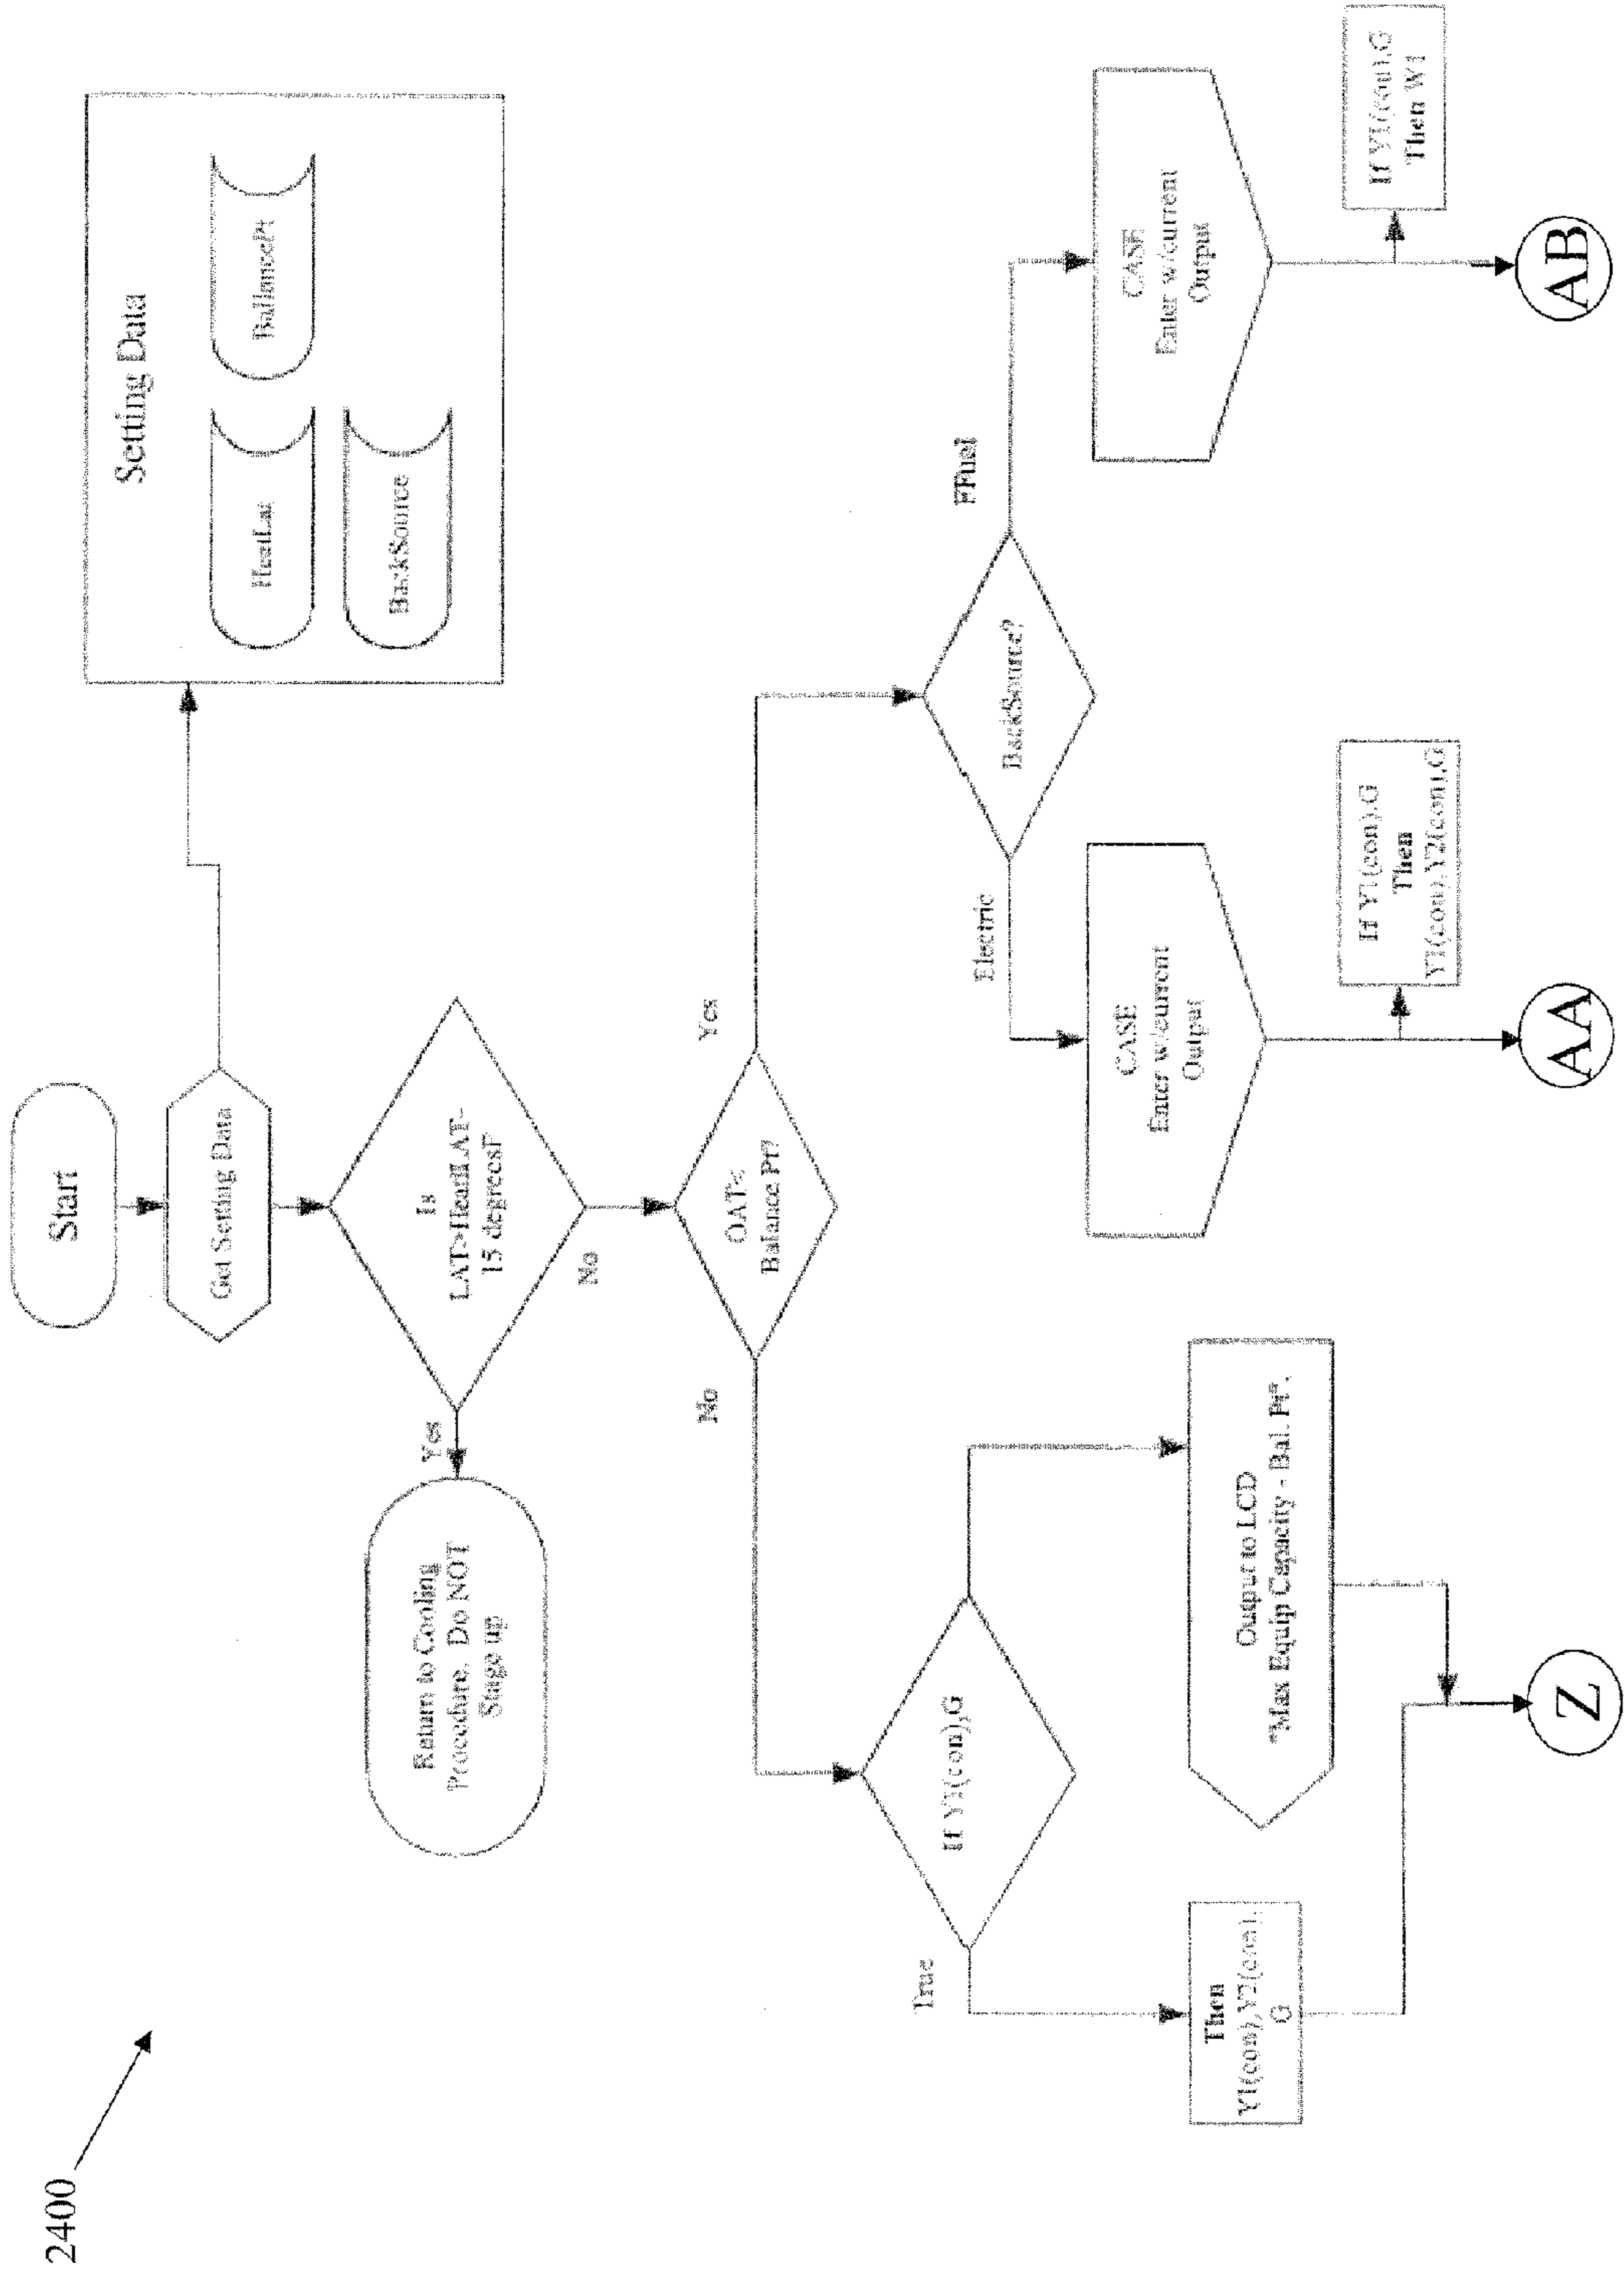 2400
Start
Get Setting Data
Setting Data
HeatLat
BallancePt
BackSource
Is
LAT>HeatLAT-
15 degreesF
Yes
Return to Cooling
Procedure. Do NOT
Stage up
No
OAT<
Balance Pt?
No
Yes
If Y1(con),G
True
Then
Y1(con),Y2(con),
G
Output to LCD
"Max Equip Capacity - Bal. Pt".
Z
BackSource?
Electric
FFuel
CASE
Enter w/current
Output
If Y1(con),G
Then
Y1(con),Y2(con),G
AA
CASE
Enter w/current
Output
If Y1(con),G
Then W1
AB